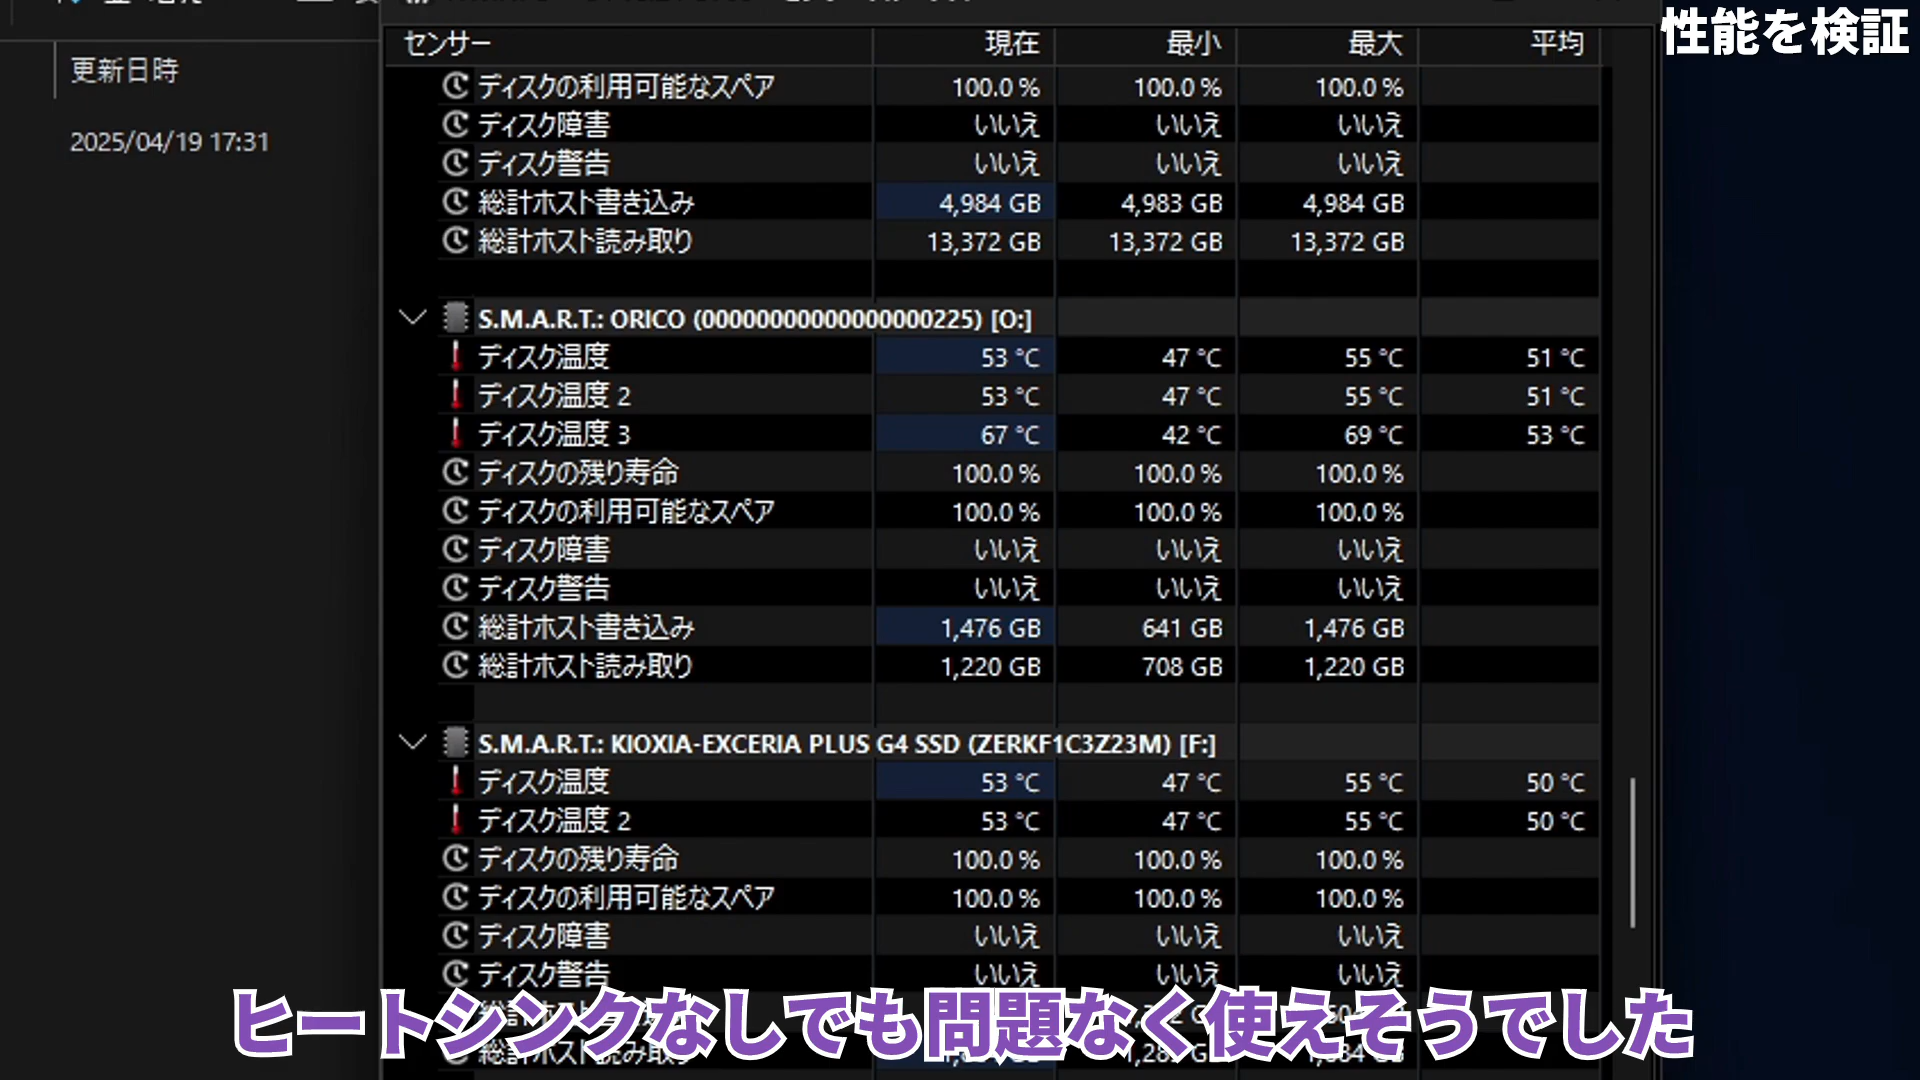 性能を検証
更新日時
2025/04/19 17:31
センサー 現在 最小 最大 平均
ディスクの利用可能なスペア 100.0 % 100.0 % 100.0 %
ディスク障害 いいえ いいえ いいえ
ディスク警告 いいえ いいえ いいえ
総計ホスト書き込み 4,984 GB 4,983 GB 4,984 GB
総計ホスト読み取り 13,372 GB 13,372 GB 13,372 GB
S.M.A.R.T.: ORICO (00000000000000000225) [O:]
ディスク温度 53 °C 47 °C 55 °C 51 °C
ディスク温度 2 53 °C 47 °C 55 °C 51 °C
ディスク温度 3 67 °C 42 °C 69 °C 53 °C
ディスクの残り寿命 100.0 % 100.0 % 100.0 %
ディスクの利用可能なスペア 100.0 % 100.0 % 100.0 %
ディスク障害 いいえ いいえ いいえ
ディスク警告 いいえ いいえ いいえ
総計ホスト書き込み 1,476 GB 641 GB 1,476 GB
総計ホスト読み取り 1,220 GB 708 GB 1,220 GB
S.M.A.R.T.: KIOXIA-EXCERIA PLUS G4 SSD (ZERKF1C3Z23M) [F:]
ディスク温度 53 °C 47 °C 55 °C 50 °C
ディスク温度 2 53 °C 47 °C 55 °C 50 °C
ディスクの残り寿命 100.0 % 100.0 % 100.0 %
ディスクの利用可能なスペア 100.0 % 100.0 % 100.0 %
ディスク障害 いいえ いいえ いいえ
ディスク警告 いいえ いいえ いいえ
ヒートシンクなしでも問題なく使えそうでした
総計ホスト読み取り